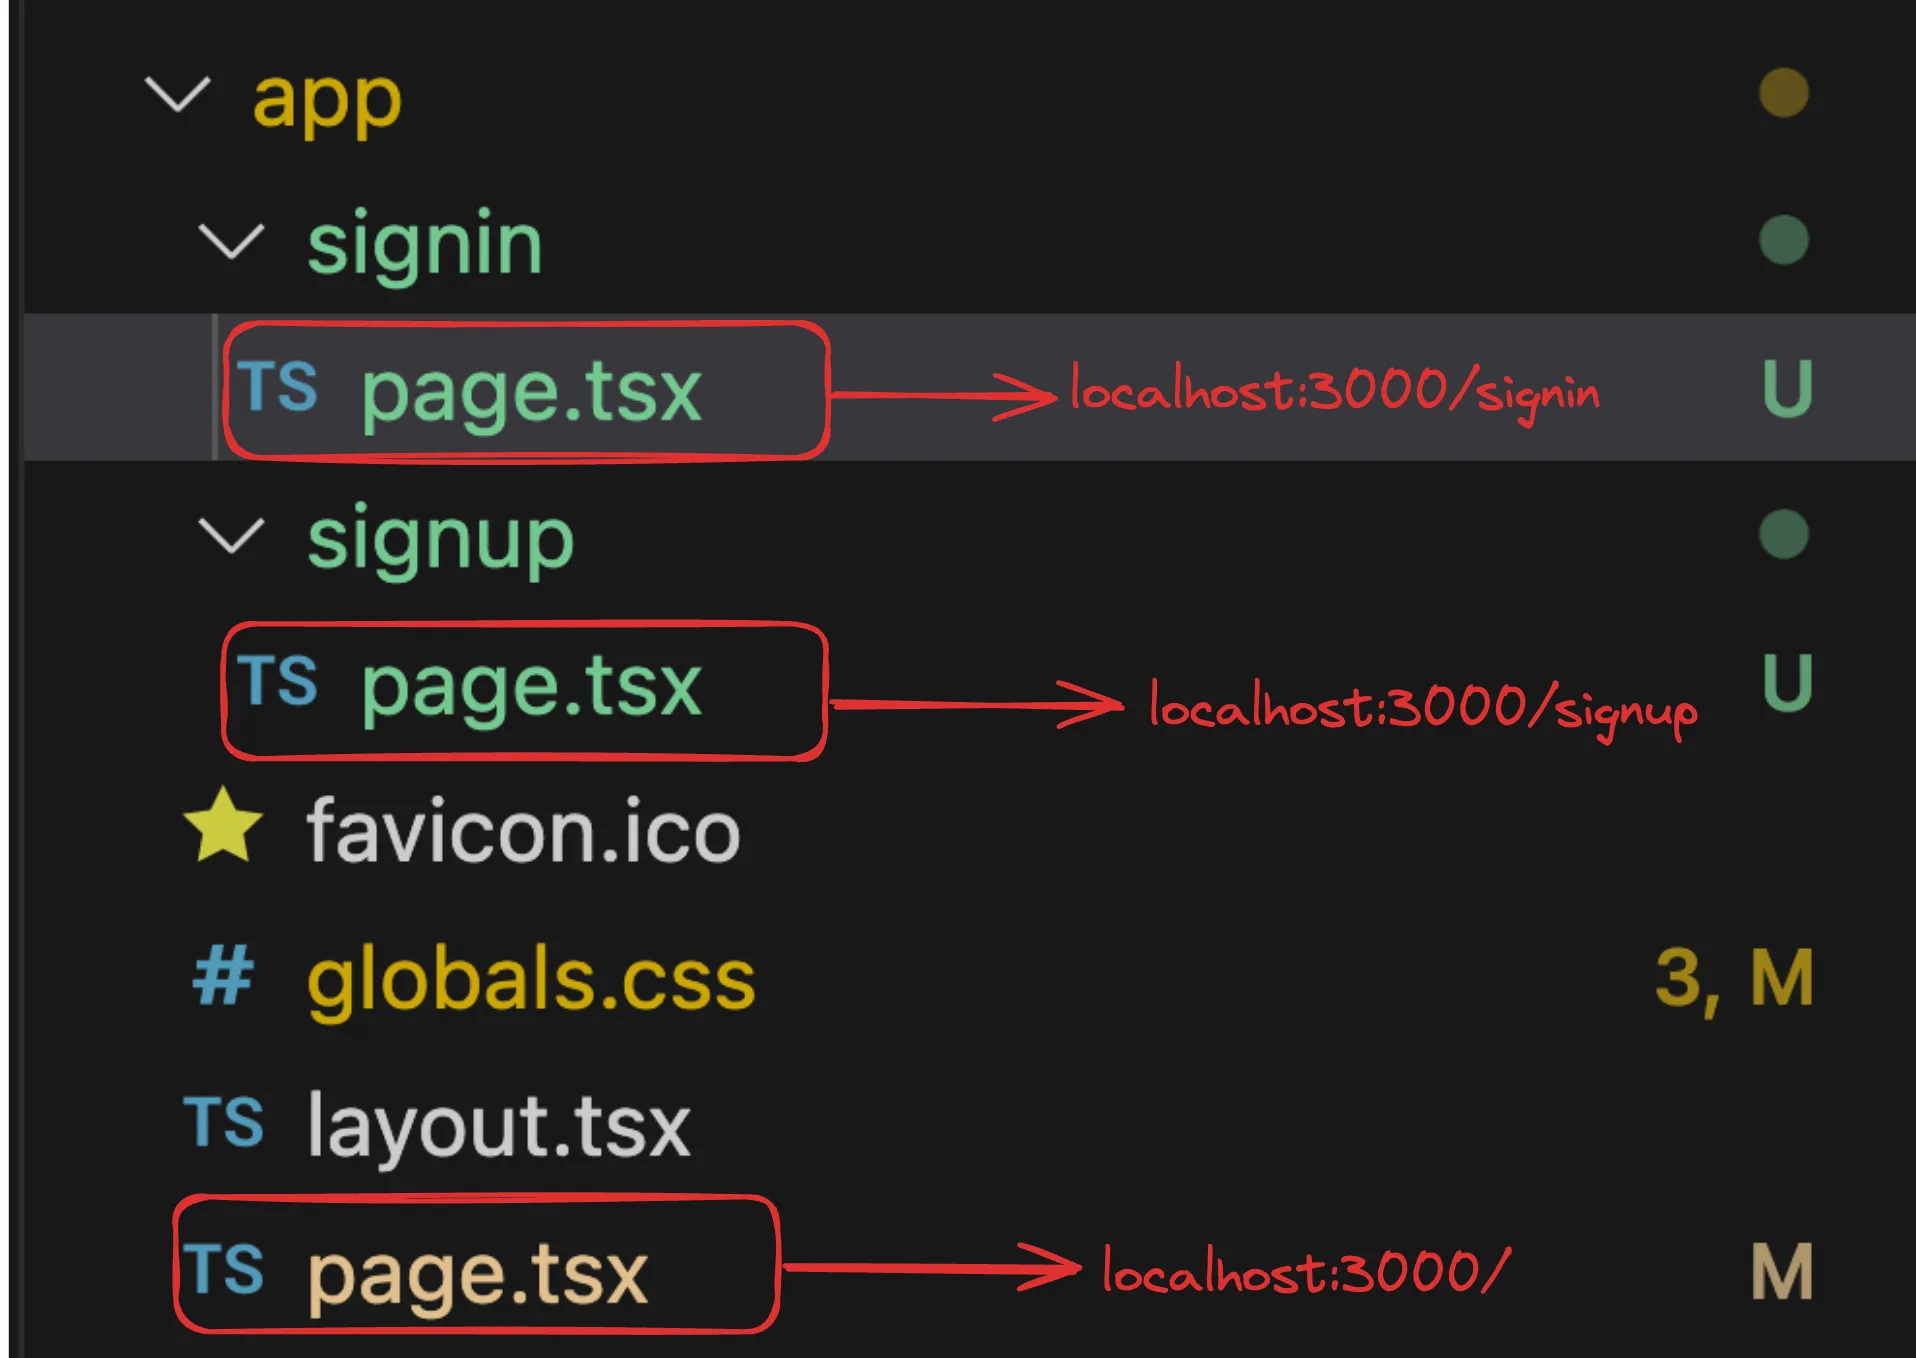 app
signin
TS page.tsx localhost:3000/signin U
signup
TS page.tsx localhost:3000/signup U
favicon.ico
# globals.css 3, M
TS layout.tsx
TS page.tsx localhost:3000/ M